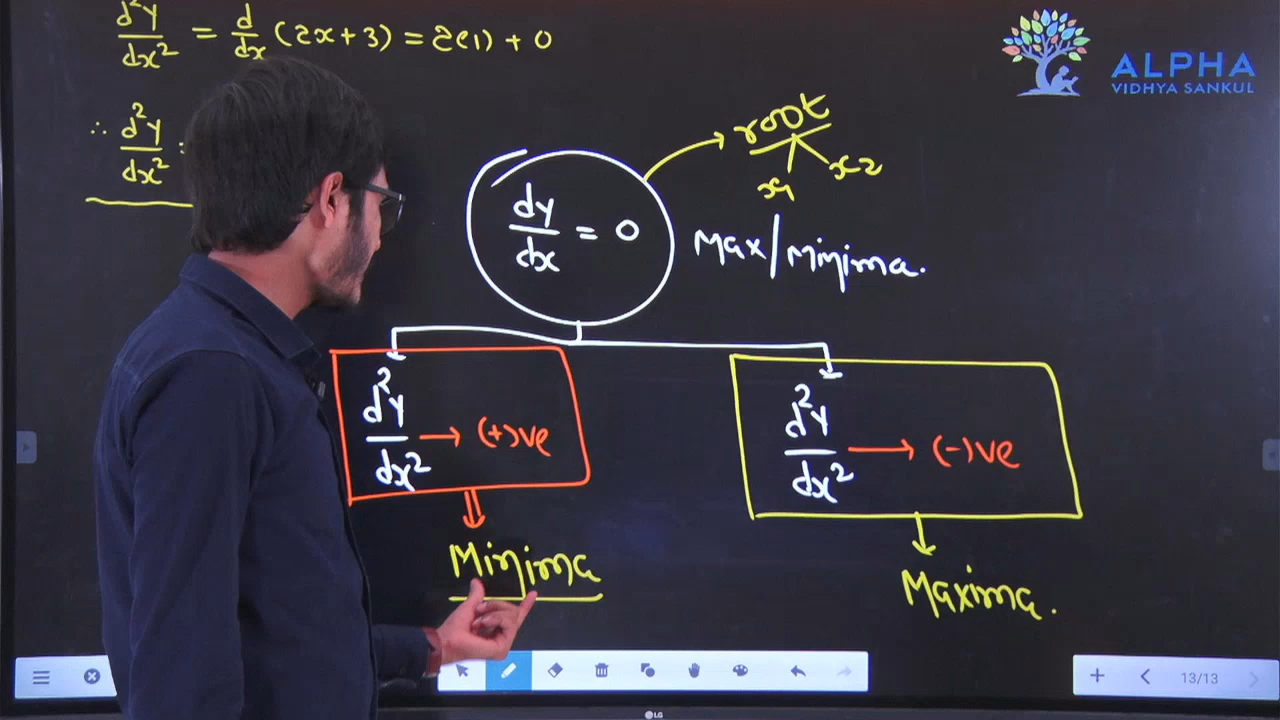 d²y/dx² = d/dx (2x+3) = 2(1) + 0
∴ d²y/dx² =
dy/dx = 0
root
x1 x2
Max/Minima.
d²y/dx² → (+)ve
Minima
d²y/dx² → (-)ve
Maxima.
ALPHA
VIDHYA SANKUL
13/13
LG